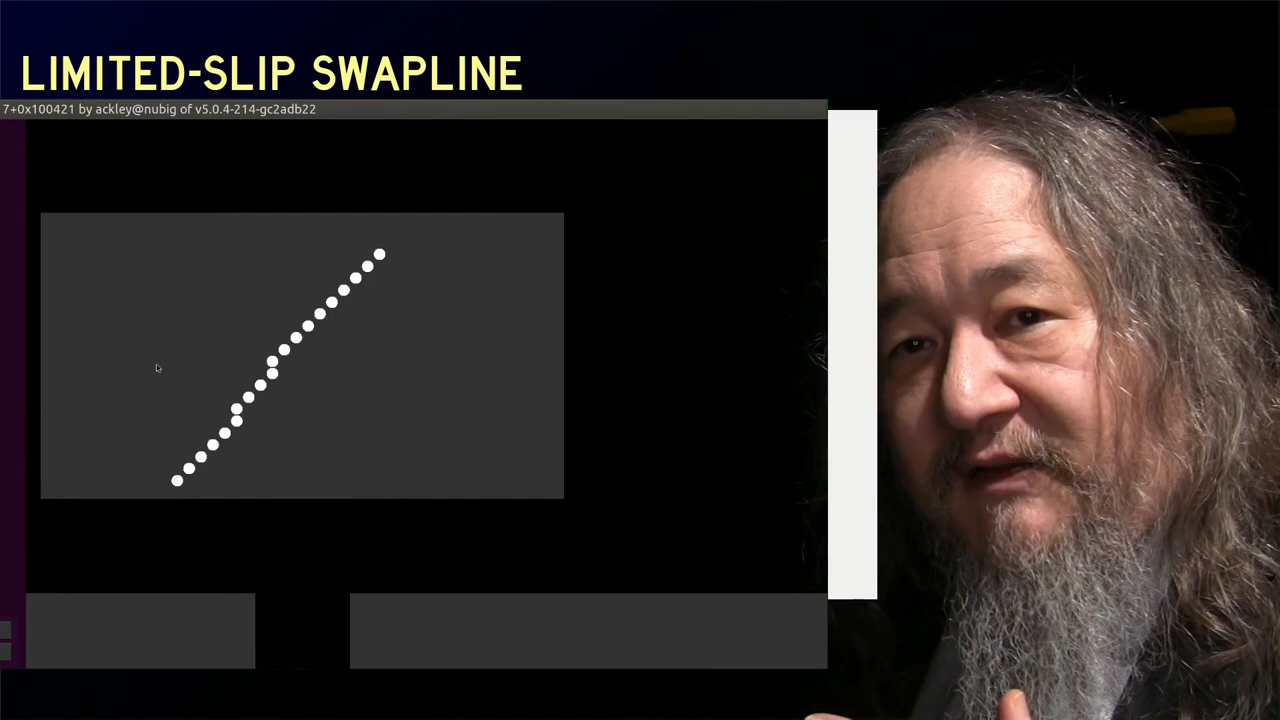 LIMITED-SLIP SWAPLINE
7+0x100421 by ackley@nubig of v5.0.4-214-gc2adb22